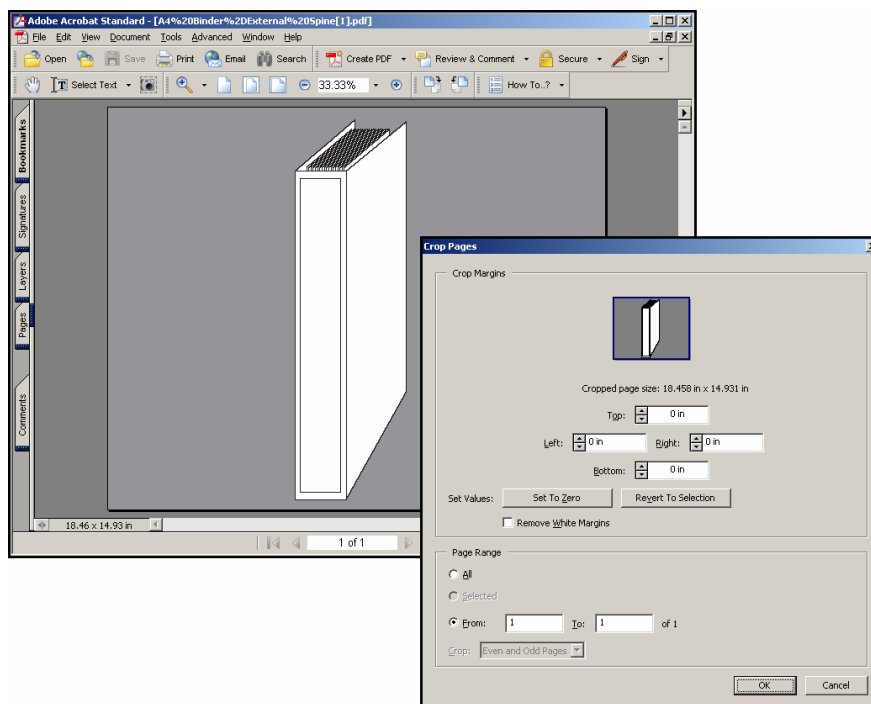 Adobe Acrobat Standard - [A4%20Binder%2DExternal%20Spine[1].pdf]
File Edit View Document Tools Advanced Window Help
Open Save Print Email Search Create PDF Review & Comment Secure Sign
Select Text 33.33% How To..?
Bookmarks
Signatures
Layers
Pages
Comments
18.46 x 14.93 in
1 of 1
Crop Pages
Crop Margins
Cropped page size: 18.458 in x 14.931 in
Top: 0 in
Left: 0 in Right: 0 in
Bottom: 0 in
Set Values: Set To Zero Revert To Selection
Remove White Margins
Page Range
All
Selected
From: 1 To: 1 of 1
Crop: Even and Odd Pages
OK Cancel